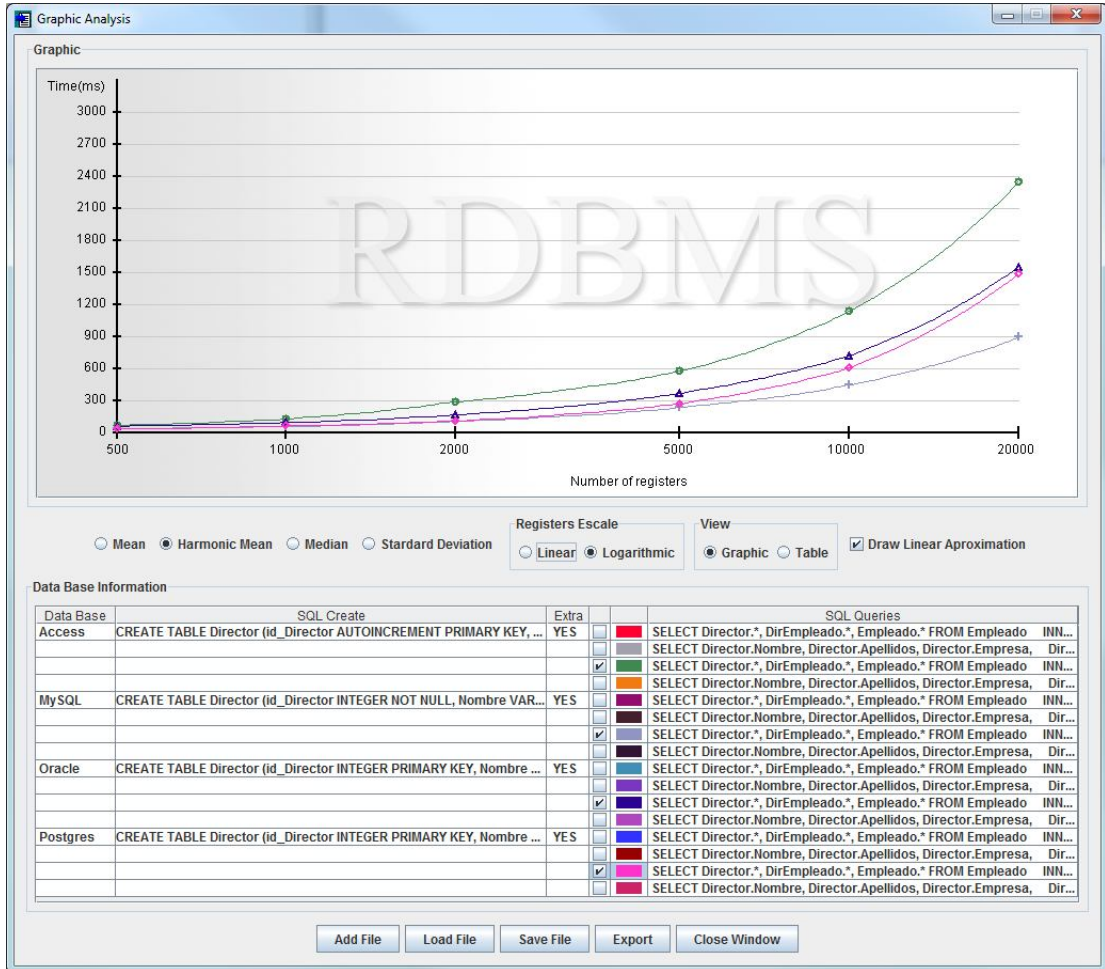 Graphic Analysis
Graphic
Time(ms)
3000
2700
2400
2100
1800
1500
1200
900
600
300
0
RDBMS
500 1000 2000 5000 10000 20000
Number of registers
Mean Harmonic Mean Median Stardard Deviation
Registers Escale
Linear Logarithmic
View
Graphic Table
Draw Linear Aproximation
Data Base Information
Data Base SQL Create Extra SQL Queries
Access CREATE TABLE Director (id_Director AUTOINCREMENT PRIMARY KEY, ... YES SELECT Director.*, DirEmpleado.*, Empleado.* FROM Empleado INN...
SELECT Director.Nombre, Director.Apellidos, Director.Empresa, Dir...
SELECT Director.*, DirEmpleado.*, Empleado.* FROM Empleado INN...
SELECT Director.Nombre, Director.Apellidos, Director.Empresa, Dir...
MySQL CREATE TABLE Director (id_Director INTEGER NOT NULL, Nombre VAR... YES SELECT Director.*, DirEmpleado.*, Empleado.* FROM Empleado INN...
SELECT Director.Nombre, Director.Apellidos, Director.Empresa, Dir...
SELECT Director.*, DirEmpleado.*, Empleado.* FROM Empleado INN...
SELECT Director.Nombre, Director.Apellidos, Director.Empresa, Dir...
Oracle CREATE TABLE Director (id_Director INTEGER PRIMARY KEY, Nombre ... YES SELECT Director.*, DirEmpleado.*, Empleado.* FROM Empleado INN...
SELECT Director.Nombre, Director.Apellidos, Director.Empresa, Dir...
SELECT Director.*, DirEmpleado.*, Empleado.* FROM Empleado INN...
SELECT Director.Nombre, Director.Apellidos, Director.Empresa, Dir...
Postgres CREATE TABLE Director (id_Director INTEGER PRIMARY KEY, Nombre ... YES SELECT Director.*, DirEmpleado.*, Empleado.* FROM Empleado INN...
SELECT Director.Nombre, Director.Apellidos, Director.Empresa, Dir...
SELECT Director.*, DirEmpleado.*, Empleado.* FROM Empleado INN...
SELECT Director.Nombre, Director.Apellidos, Director.Empresa, Dir...
Add File Load File Save File Export Close Window